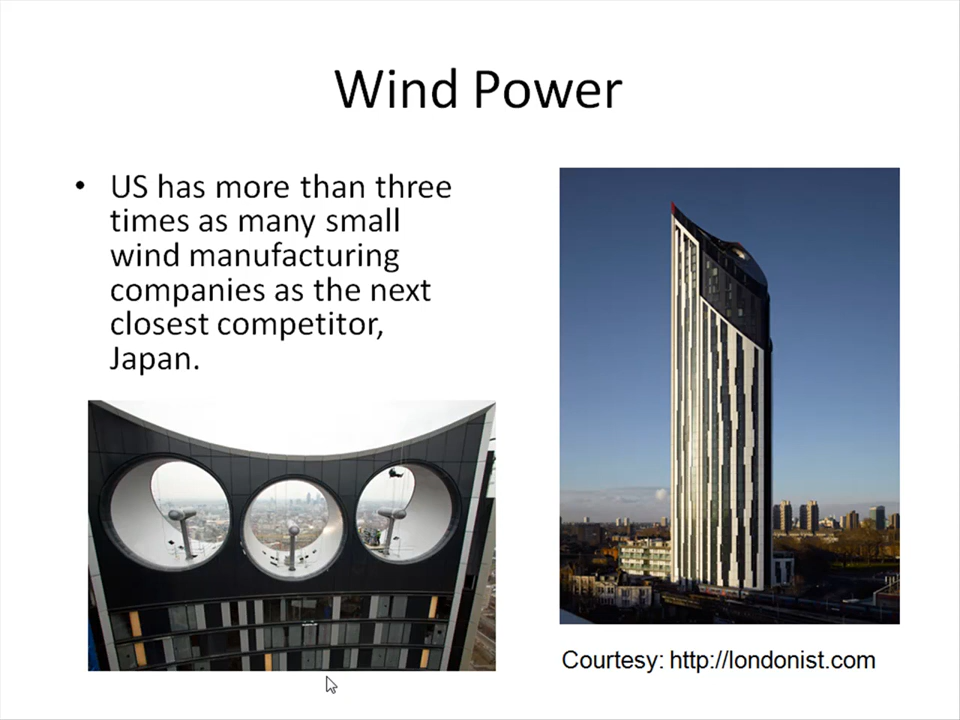 Wind Power
• US has more than three
times as many small
wind manufacturing
companies as the next
closest competitor,
Japan.
Courtesy: http://londonist.com